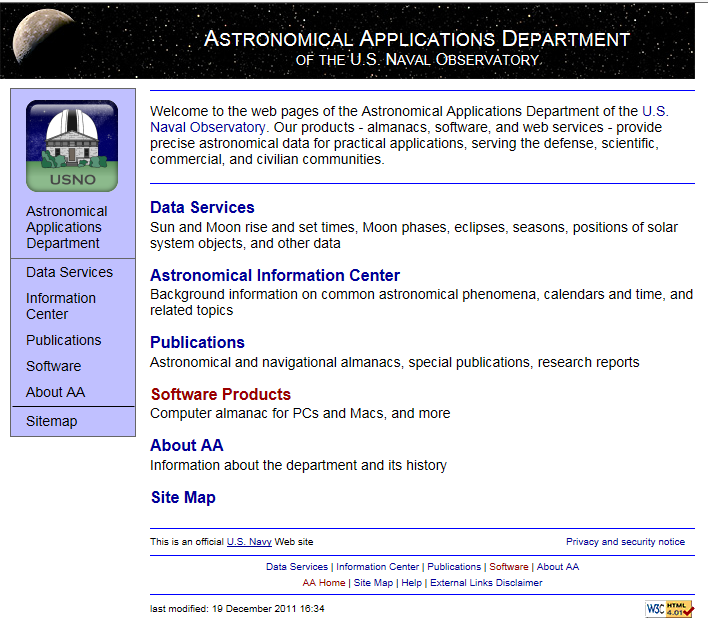 ASTRONOMICAL APPLICATIONS DEPARTMENT
OF THE U.S. NAVAL OBSERVATORY
USNO
Astronomical
Applications
Department
Data Services
Information
Center
Publications
Software
About AA
Sitemap
Welcome to the web pages of the Astronomical Applications Department of the U.S.
Naval Observatory. Our products - almanacs, software, and web services - provide
precise astronomical data for practical applications, serving the defense, scientific,
commercial, and civilian communities.
Data Services
Sun and Moon rise and set times, Moon phases, eclipses, seasons, positions of solar
system objects, and other data
Astronomical Information Center
Background information on common astronomical phenomena, calendars and time, and
related topics
Publications
Astronomical and navigational almanacs, special publications, research reports
Software Products
Computer almanac for PCs and Macs, and more
About AA
Information about the department and its history
Site Map
This is an official U.S. Navy Web site Privacy and security notice
Data Services | Information Center | Publications | Software | About AA
AA Home | Site Map | Help | External Links Disclaimer
last modified: 19 December 2011 16:34
W3C HTML 4.01